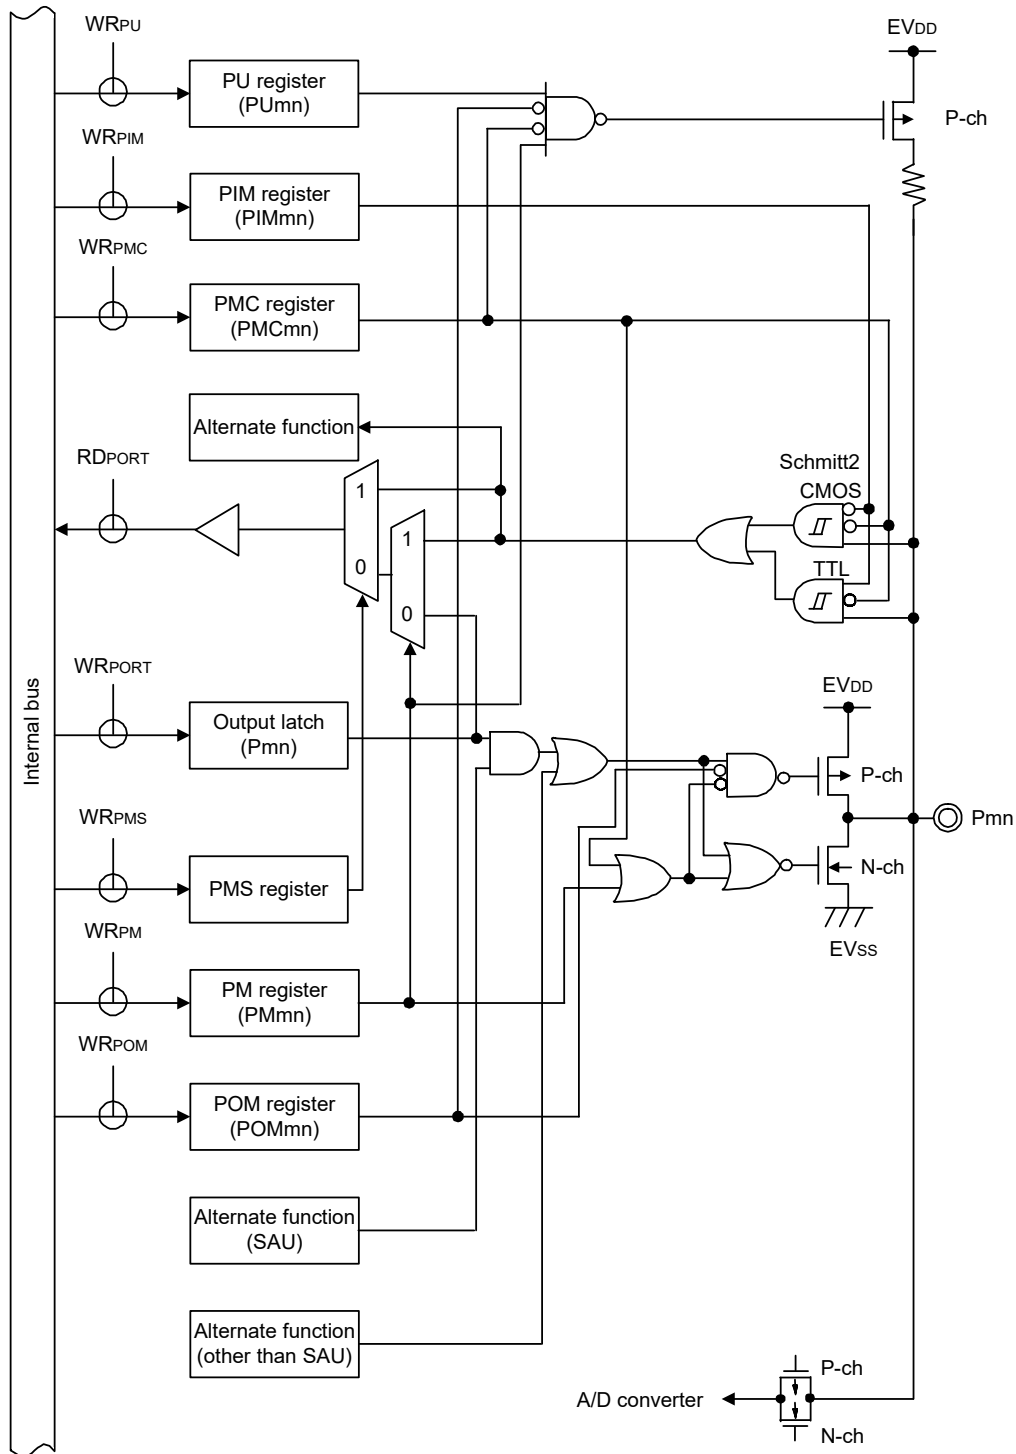 WRPU
EVDD
PU register
(PUmn)
P-ch
WRPIM
PIM register
(PIMmn)
WRPMC
PMC register
(PMCmn)
Alternate function
RDPORT
Schmitt2
CMOS
1
1
0
TTL
0
WRPORT
EVDD
Internal bus
Output latch
(Pmn)
P-ch
Pmn
WRPMS
PMS register
N-ch
WRPM
EVSS
PM register
(PMmn)
WRPOM
POM register
(POMmn)
Alternate function
(SAU)
Alternate function
(other than SAU)
P-ch
A/D converter
N-ch